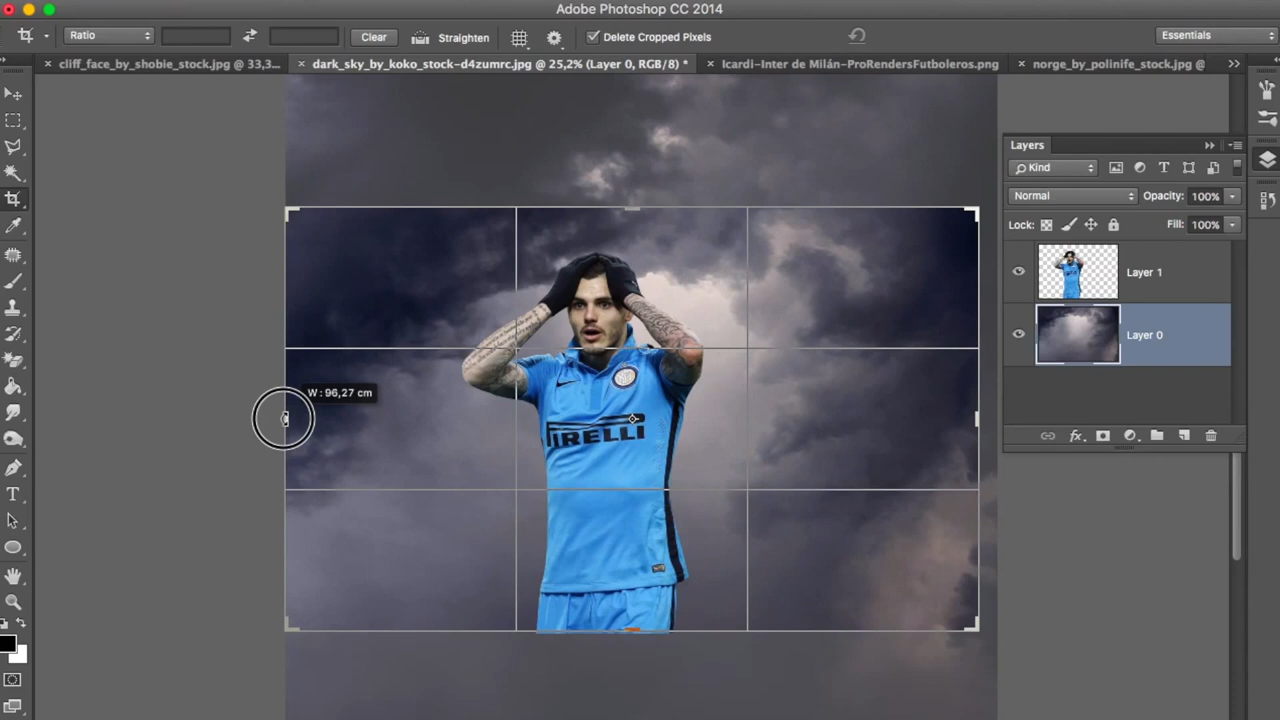 Adobe Photoshop CC 2014
Ratio Clear Straighten Delete Cropped Pixels Essentials
× cliff_face_by_shobie_stock.jpg @ 33,3... × dark_sky_by_koko_stock-d4zumrc.jpg @ 25,2% (Layer 0, RGB/8) * × Icardi-Inter de Milán-ProRendersFutboleros.png × norge_by_polinife_stock.jpg @
Layers
Kind
Normal Opacity: 100%
Lock: Fill: 100%
Layer 1
Layer 0
W : 96,27 cm
PIRELLI